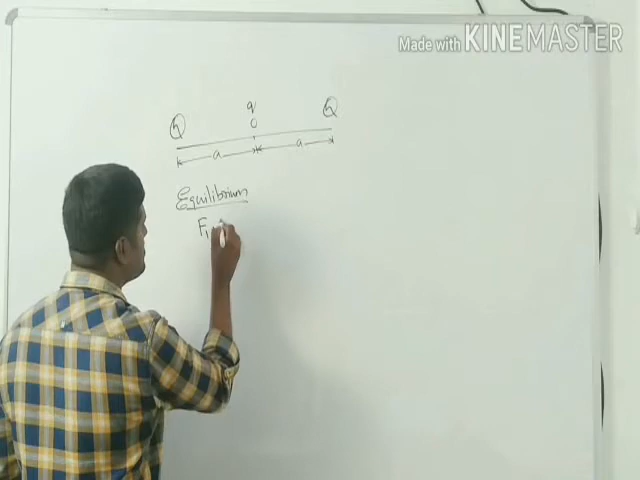 Made with KINEMASTER
q
Q O Q
a a
Equilibrium
F₁